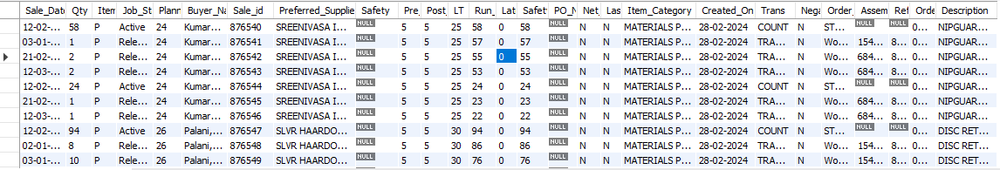 Sale_Date Qty Item Job_St Plann Buyer_Na Sale_id Preferred_Supplie Safety Pre_ Post_ LT Run_ Lat Safety PO_N Net_ Las Item_Category Created_On Trans Nega Order_ Assem Ref Orde Description
12-02-... 58 P Active 24 Kumar... 876540 SREENIVASA I... NULL 5 5 25 58 0 58 NULL N N MATERIALS P... 28-02-2024 COUNT N ST... NULL NULL 0... NIPGUAR...
03-01-... 1 P Rele... 24 Kumar... 876541 SREENIVASA I... NULL 5 5 25 57 0 57 NULL N N MATERIALS P... 28-02-2024 TRA... N Wo... 154... 8... 0... NIPGUAR...
21-02-... 2 P Rele... 24 Kumar... 876542 SREENIVASA I... NULL 5 5 25 55 0 55 NULL N N MATERIALS P... 28-02-2024 TRA... N Wo... 684... 8... 0... NIPGUAR...
12-03-... 2 P Rele... 24 Kumar... 876543 SREENIVASA I... NULL 5 5 25 53 0 53 NULL N N MATERIALS P... 28-02-2024 TRA... N Wo... 684... 8... 0... NIPGUAR...
12-02-... 24 P Active 24 Kumar... 876544 SREENIVASA I... NULL 5 5 25 24 0 24 NULL N N MATERIALS P... 28-02-2024 COUNT N ST... NULL NULL 0... NIPGUAR...
21-02-... 1 P Rele... 24 Kumar... 876545 SREENIVASA I... NULL 5 5 25 23 0 23 NULL N N MATERIALS P... 28-02-2024 TRA... N Wo... 684... 8... 0... NIPGUAR...
12-03-... 1 P Rele... 24 Kumar... 876546 SREENIVASA I... NULL 5 5 25 22 0 22 NULL N N MATERIALS P... 28-02-2024 TRA... N Wo... 684... 8... 0... NIPGUAR...
12-02-... 94 P Active 26 Palani,... 876547 SLVR HAARDO... NULL 5 5 30 94 0 94 NULL N N MATERIALS P... 28-02-2024 COUNT N ST... NULL NULL 0... DISC RET...
02-01-... 8 P Rele... 26 Palani,... 876548 SLVR HAARDO... NULL 5 5 30 86 0 86 NULL N N MATERIALS P... 28-02-2024 TRA... N Wo... 154... 8... 0... DISC RET...
03-01-... 10 P Rele... 26 Palani,... 876549 SLVR HAARDO... NULL 5 5 30 76 0 76 NULL N N MATERIALS P... 28-02-2024 TRA... N Wo... 154... 8... 0... DISC RET...